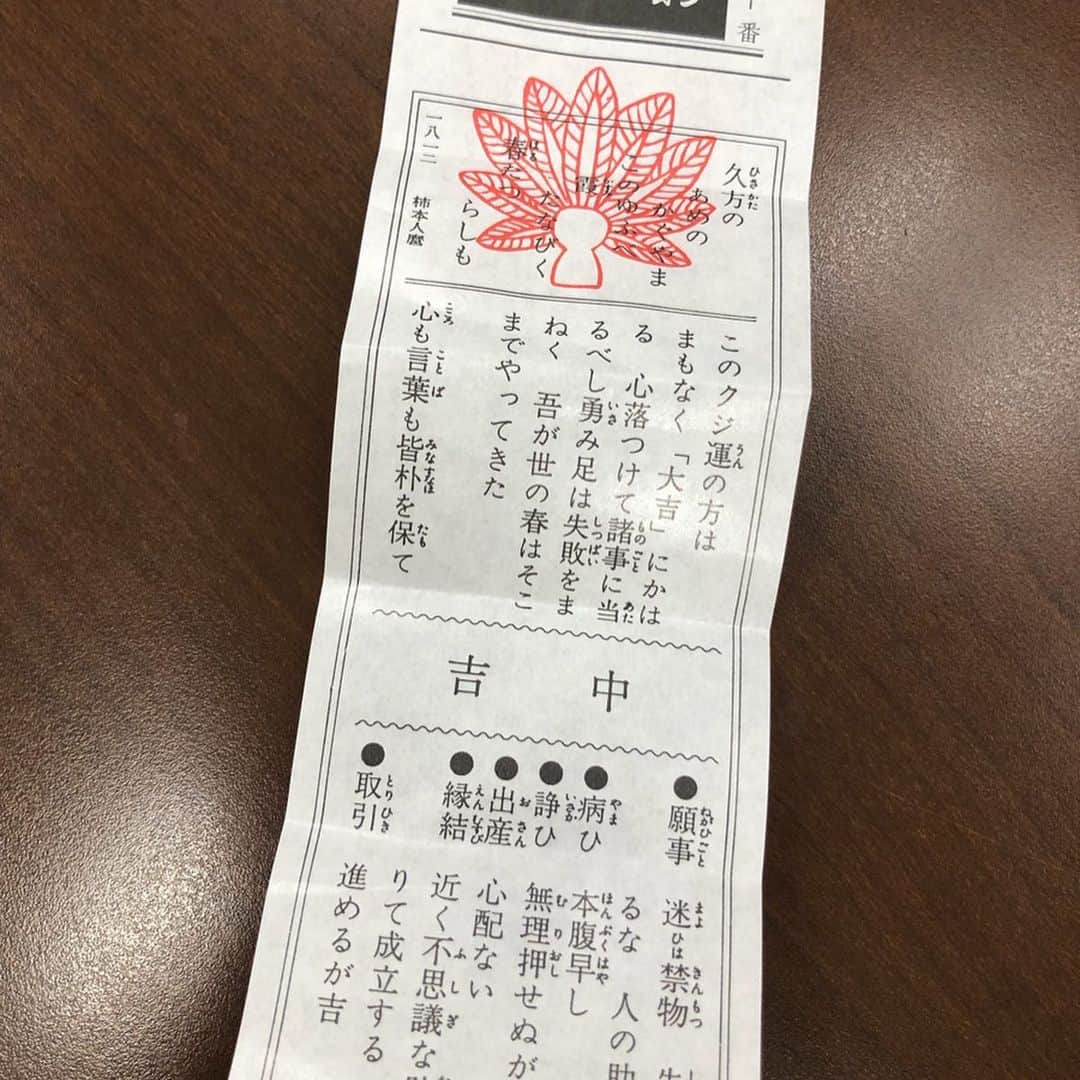 番
久方の
あめの
かぐやま
このゆふべ
霞
たなびく
春たつ
らしも
一八一二
柿本人麿
このクジ運の方は
まもなく「大吉」にかは
る 心落つけて諸事に当
るべし勇み足は失敗をま
ねく 吾が世の春はそこ
までやってきた
心も言葉も皆朴を保て
中吉
●願事 迷ひは禁物
るな 人の助
●病ひ 本腹早し
●諍ひ 無理押せぬが
●出産 心配ない
●縁結 近く不思議な
りて成立する
●取引 進めるが吉